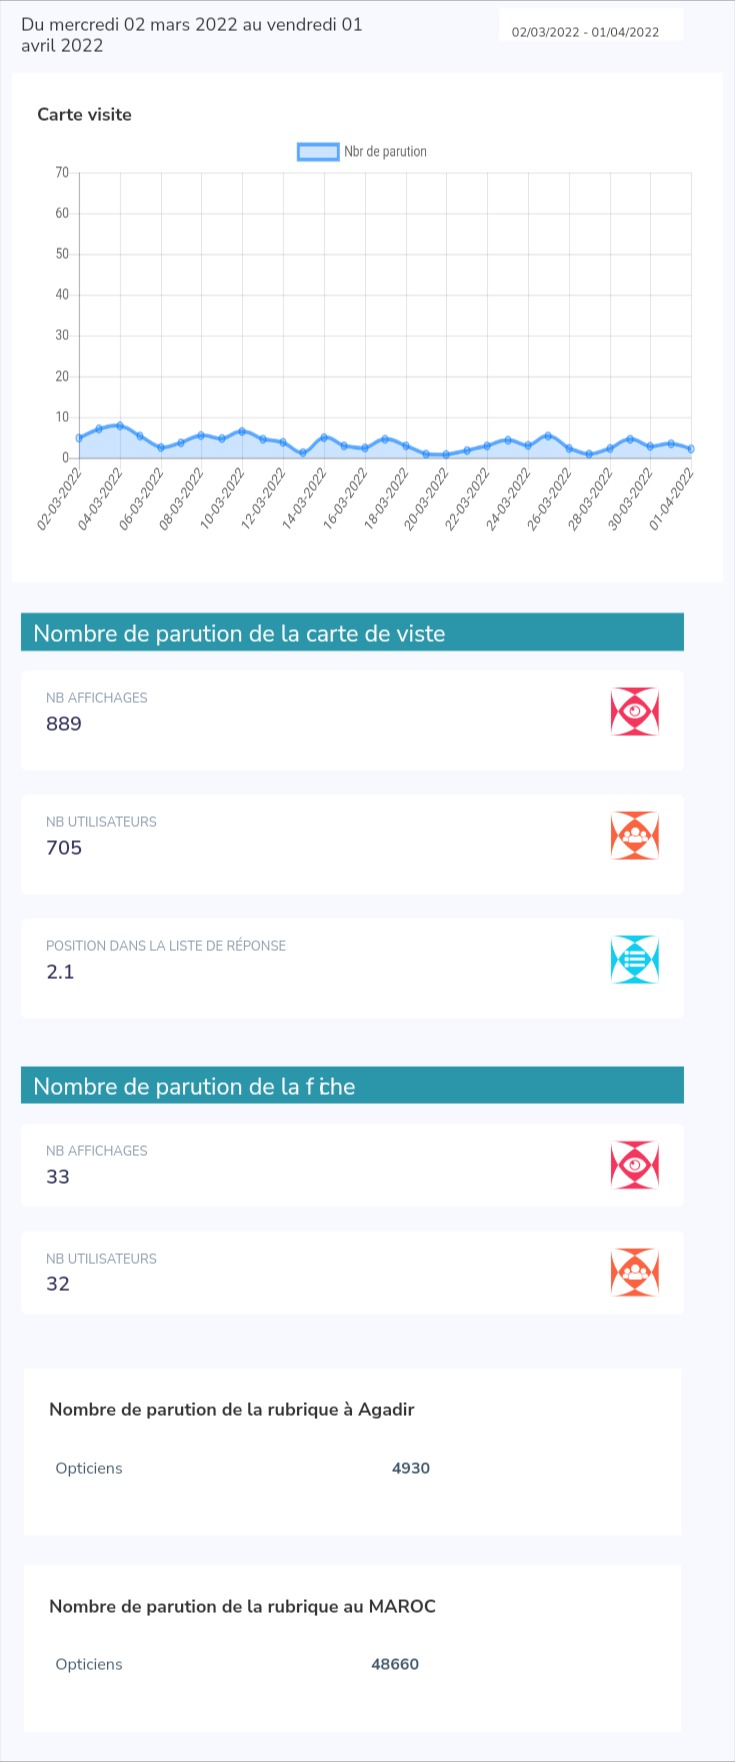 Du mercredi 02 mars 2022 au vendredi 01
avril 2022
02/03/2022 - 01/04/2022
Carte visite
Nbr de parution
70
60
50
40
30
20
10
0
02-03-2022
04-03-2022
06-03-2022
08-03-2022
10-03-2022
12-03-2022
14-03-2022
16-03-2022
18-03-2022
20-03-2022
22-03-2022
24-03-2022
26-03-2022
28-03-2022
30-03-2022
01-04-2022
Nombre de parution de la carte de viste
NB AFFICHAGES
889
NB UTILISATEURS
705
POSITION DANS LA LISTE DE RÉPONSE
2.1
Nombre de parution de la fiche
NB AFFICHAGES
33
NB UTILISATEURS
32
Nombre de parution de la rubrique à Agadir
Opticiens 4930
Nombre de parution de la rubrique au MAROC
Opticiens 48660